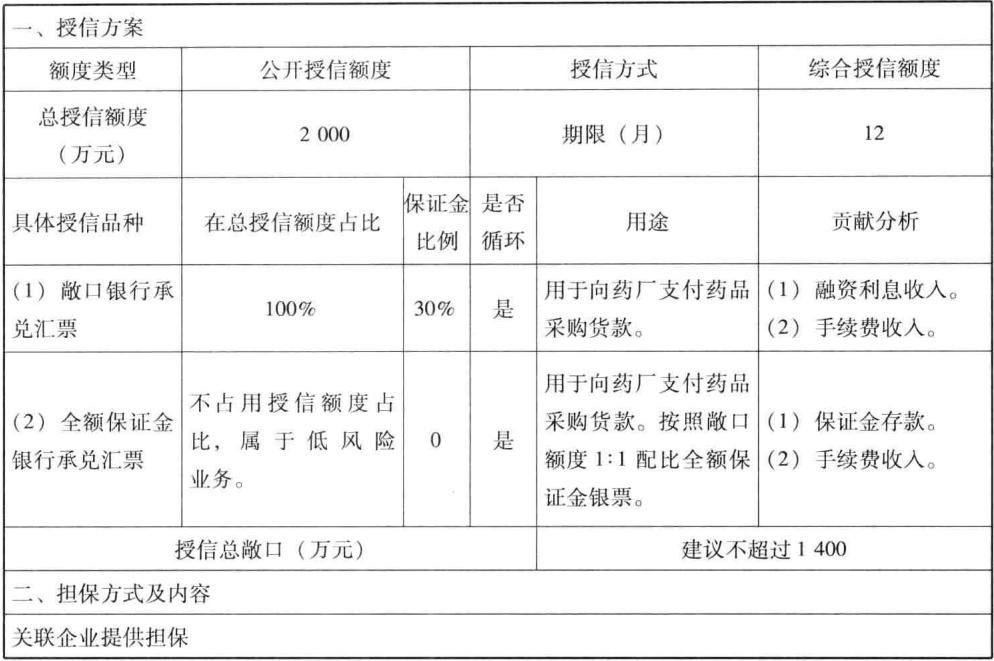 一、授信方案
额度类型 公开授信额度 授信方式 综合授信额度
总授信额度
（万元）
2 000 期限（月） 12
具体授信品种 在总授信额度占比
保证金
比例
是否
循环
用途 贡献分析
(1) 敞口银行承
兑汇票
100% 30% 是
用于向药厂支付药品
采购货款。
(1) 融资利息收入。
(2) 手续费收入。
(2) 全额保证金
银行承兑汇票
不占用授信额度占
比，属于低风险
业务。
0 是
用于向药厂支付药品
采购货款。按照敞口
额度1∶1配比全额保
证金银票。
(1) 保证金存款。
(2) 手续费收入。
授信总敞口（万元） 建议不超过1 400
二、担保方式及内容
关联企业提供担保